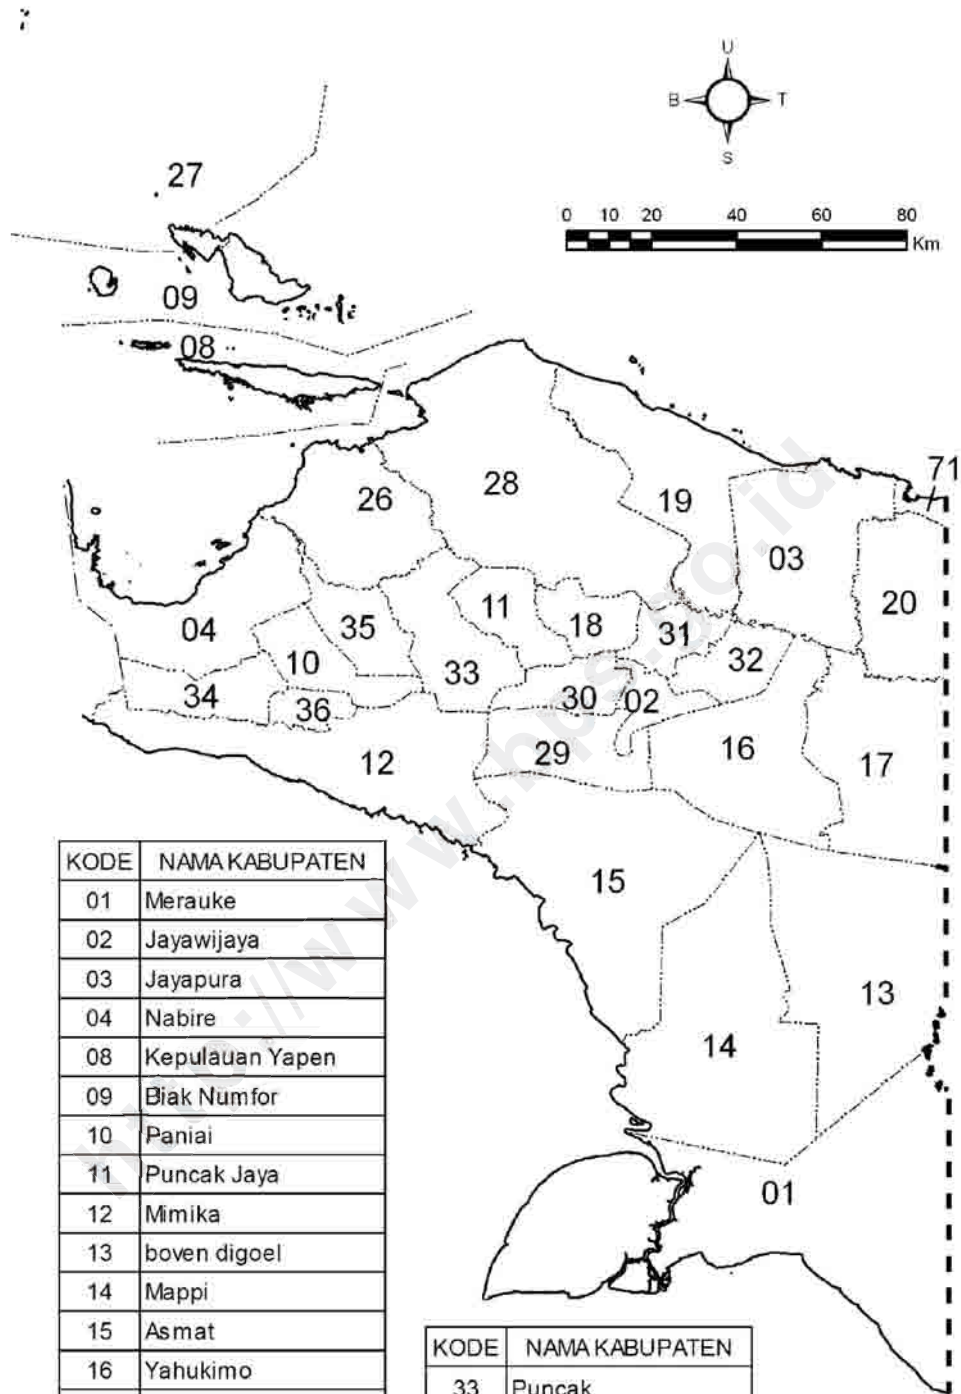 U
B T
S
0 10 20 40 60 80
Km
27
09
08
71
28
26
19
03
20
11
04
35
18
31
10
33
32
34
36
30
02
12
29
16
17
15
13
14
01
KODE NAMA KABUPATEN
01 Merauke
02 Jayawijaya
03 Jayapura
04 Nabire
08 Kepulauan Yapen
09 Biak Numfor
10 Paniai
11 Puncak Jaya
12 Mimika
13 boven digoel
14 Mappi
15 Asmat
16 Yahukimo
KODE NAMA KABUPATEN
33 Puncak
http://www.bps.go.id